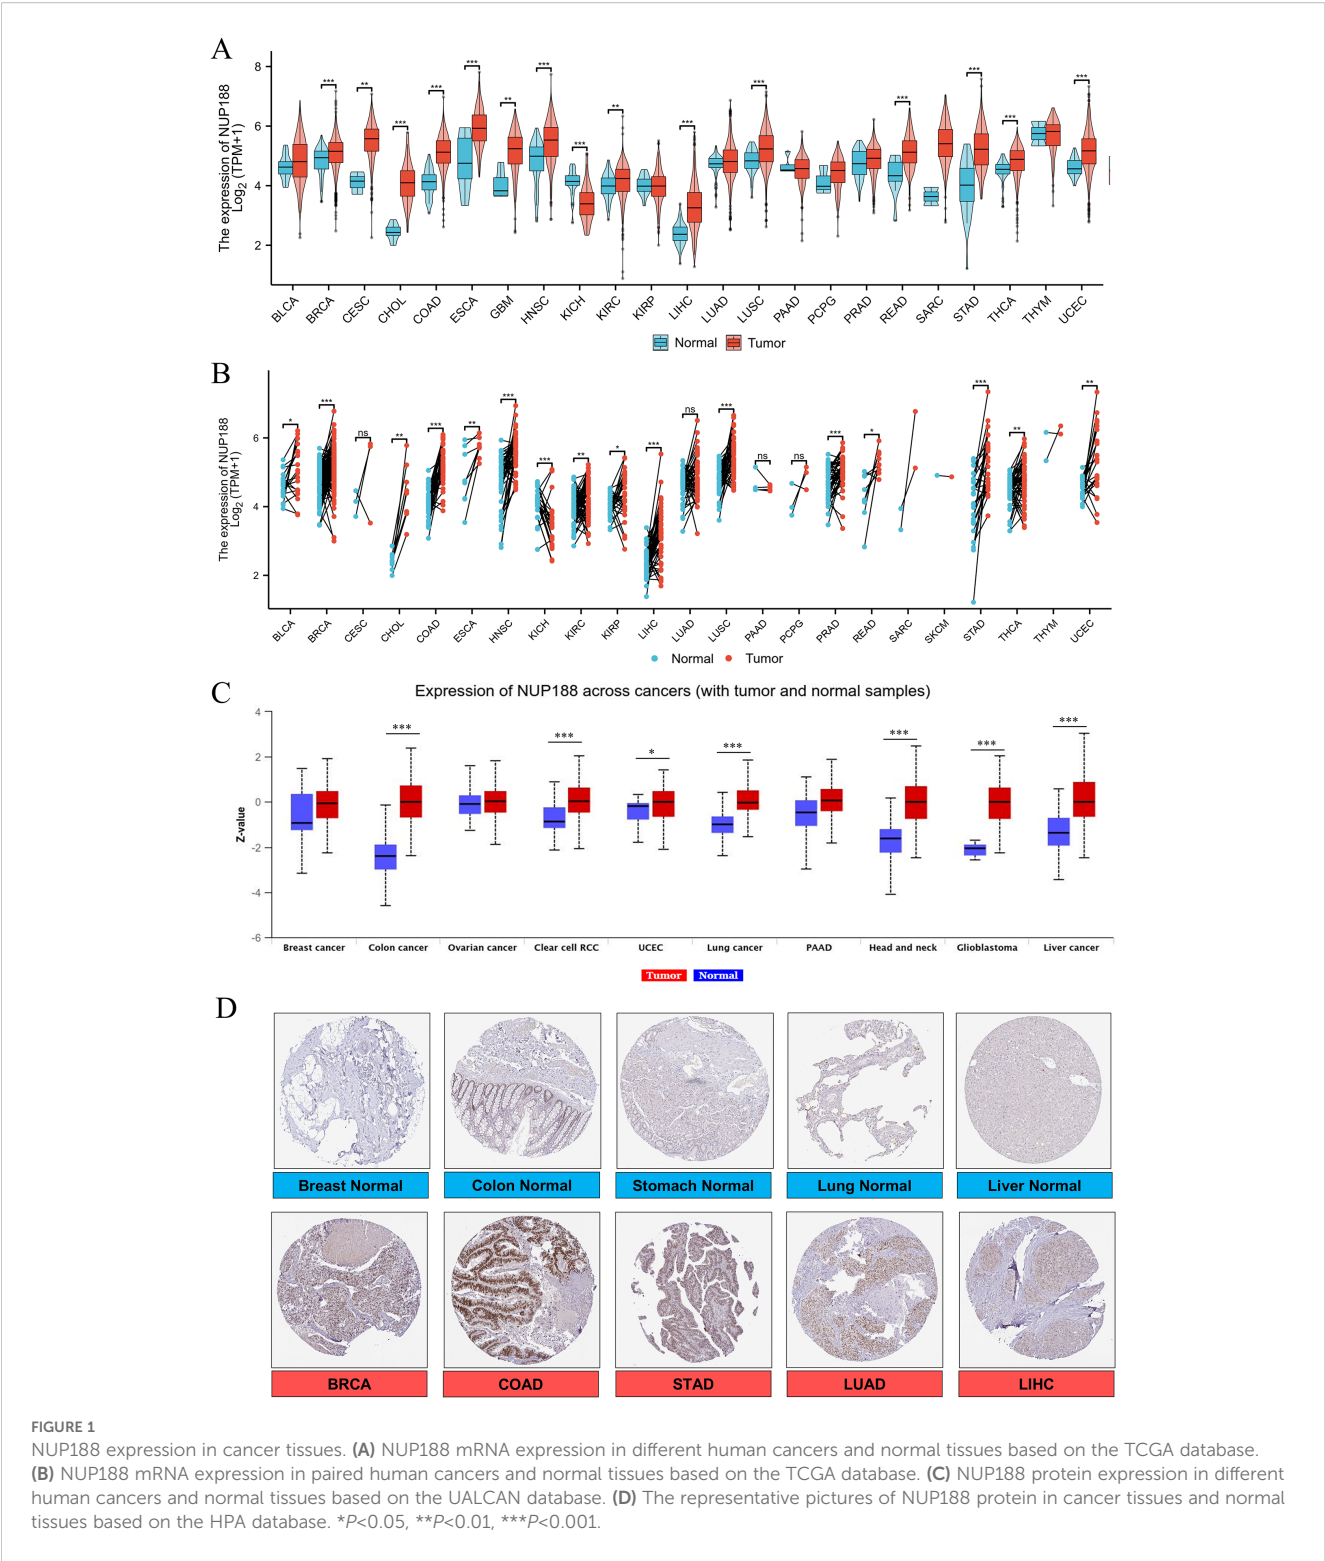 A
The expression of NUP188
Log2 (TPM+1)
8
6
4
2
*** ** *** *** *** ** *** *** ** *** *** *** *** *** ***
BLCA BRCA CESC CHOL COAD ESCA GBM HNSC KICH KIRC KIRP LIHC LUAD LUSC PAAD PCPG PRAD READ SARC STAD THCA THYM UCEC
Normal Tumor
B
The expression of NUP188
Log2 (TPM+1)
6
4
2
* *** ns ** *** ** *** *** ** * *** ns *** ns ns *** * *** ** **
BLCA BRCA CESC CHOL COAD ESCA HNSC KICH KIRC KIRP LIHC LUAD LUSC PAAD PCPG PRAD READ SARC SKCM STAD THCA THYM UCEC
Normal Tumor
C
Expression of NUP188 across cancers (with tumor and normal samples)
Z-value
4
2
0
-2
-4
-6
*** *** * *** *** *** ***
Breast cancer Colon cancer Ovarian cancer Clear cell RCC UCEC Lung cancer PAAD Head and neck Glioblastoma Liver cancer
Tumor Normal
D
Breast Normal Colon Normal Stomach Normal Lung Normal Liver Normal
BRCA COAD STAD LUAD LIHC
FIGURE 1
NUP188 expression in cancer tissues. (A) NUP188 mRNA expression in different human cancers and normal tissues based on the TCGA database.
(B) NUP188 mRNA expression in paired human cancers and normal tissues based on the TCGA database. (C) NUP188 protein expression in different
human cancers and normal tissues based on the UALCAN database. (D) The representative pictures of NUP188 protein in cancer tissues and normal
tissues based on the HPA database. *P<0.05, **P<0.01, ***P<0.001.